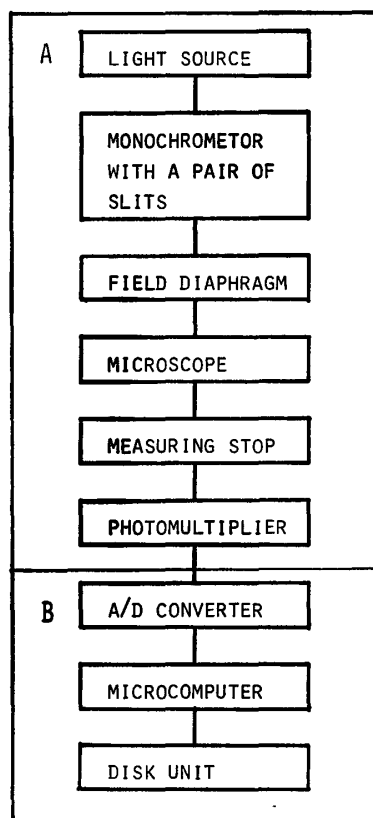 A
LIGHT SOURCE
MONOCHROMETOR
WITH A PAIR OF
SLITS
FIELD DIAPHRAGM
MICROSCOPE
MEASURING STOP
PHOTOMULTIPLIER
B
A/D CONVERTER
MICROCOMPUTER
DISK UNIT